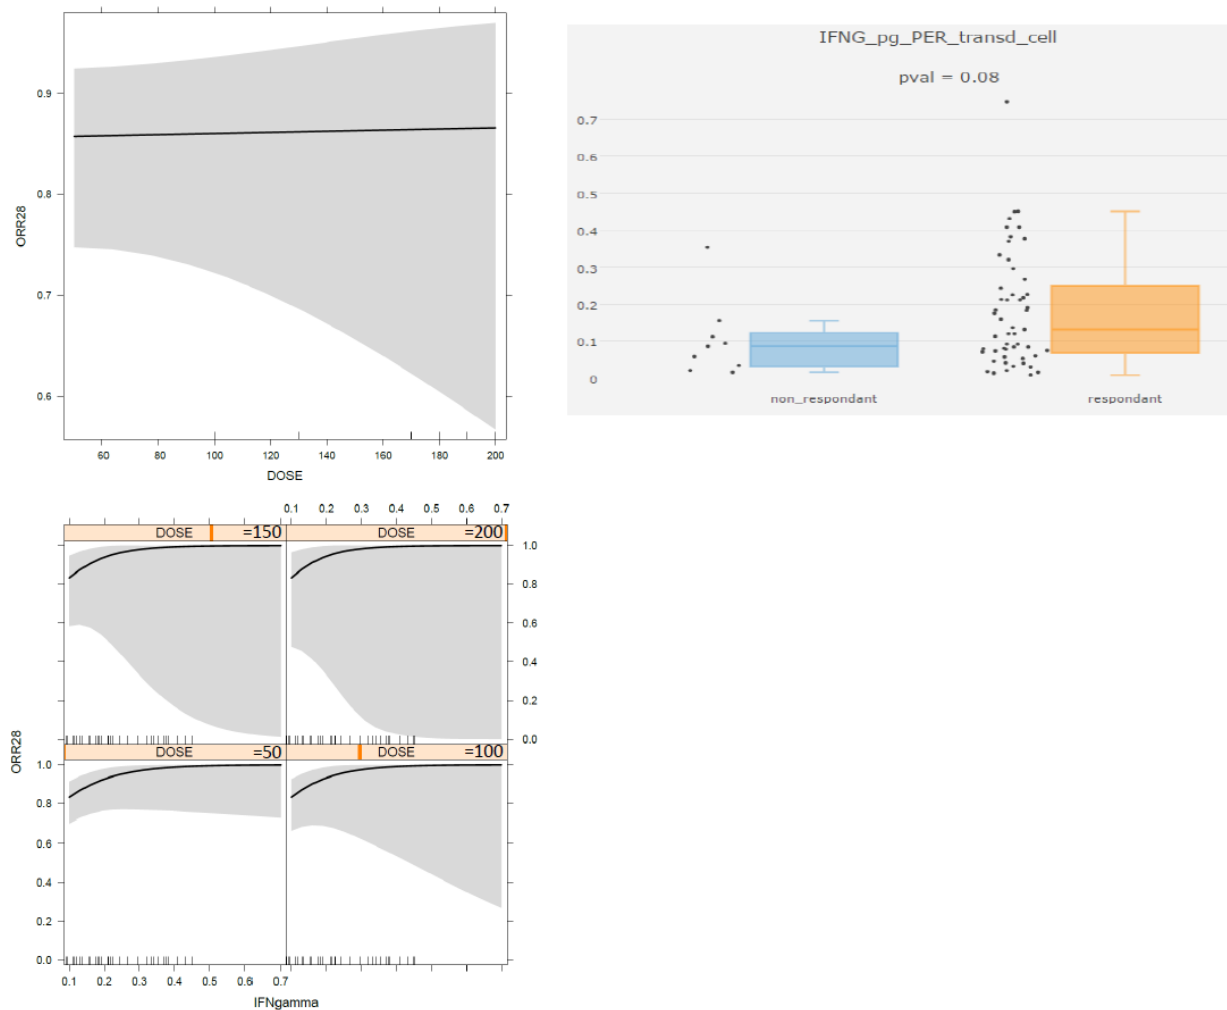 0.9
0.8
0.7
0.6
ORR28
60 80 100 120 140 160 180 200
DOSE
IFNG_pg_PER_transd_cell
pval = 0.08
0.7
0.6
0.5
0.4
0.3
0.2
0.1
0
non_respondant respondant
0.1 0.2 0.3 0.4 0.5 0.6 0.7
DOSE =150 DOSE =200
1.0
0.8
0.6
0.4
0.2
0.0
DOSE =50 DOSE =100
1.0
0.8
0.6
0.4
0.2
0.0
ORR28
0.1 0.2 0.3 0.4 0.5 0.6 0.7
IFNgamma